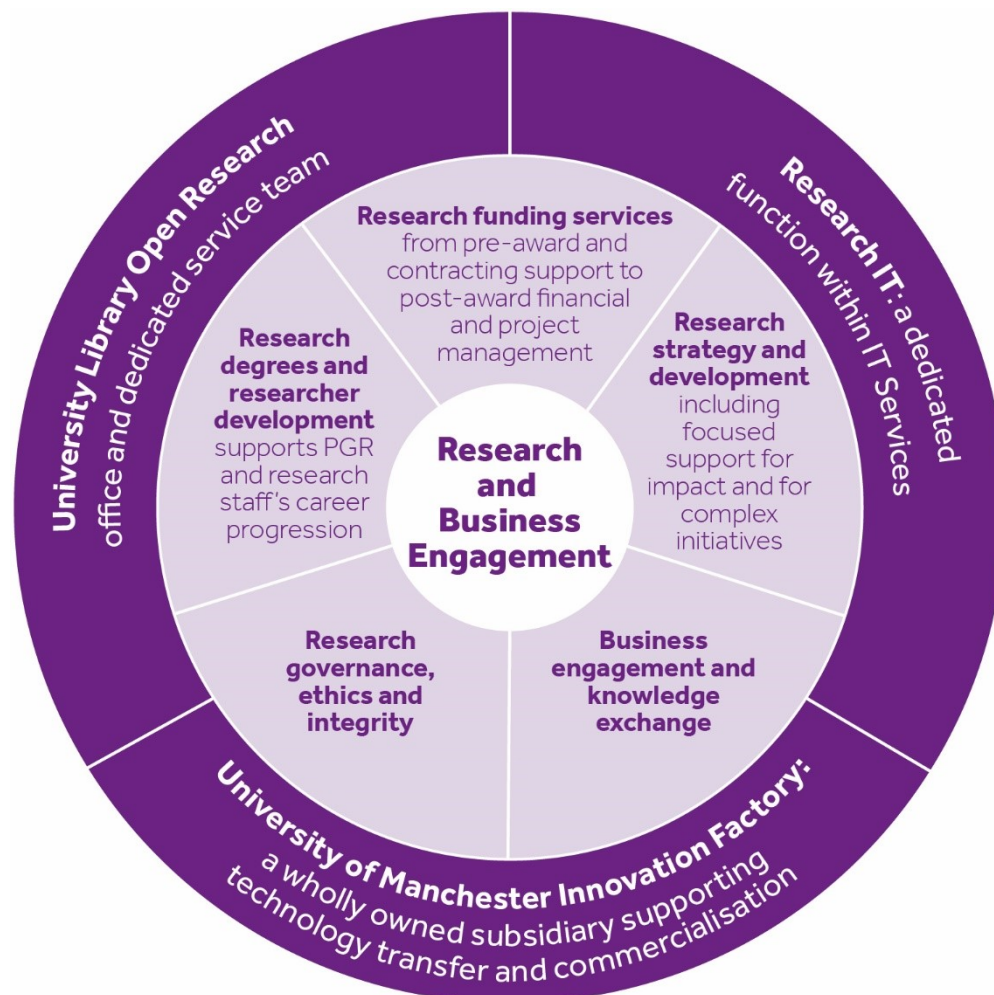 Research
and
Business
Engagement
Research funding services
from pre-award and
contracting support to
post-award financial
and project
management
Research
strategy and
development
including
focused
support for
impact and for
complex
initiatives
Business
engagement and
knowledge
exchange
Research
governance,
ethics and
integrity
Research
degrees and
researcher
development
supports PGR
and research
staff's career
progression
University Library Open Research
office and dedicated service team
Research IT: a dedicated
function within IT Services
University of Manchester Innovation Factory:
a wholly owned subsidiary supporting
technology transfer and commercialisation